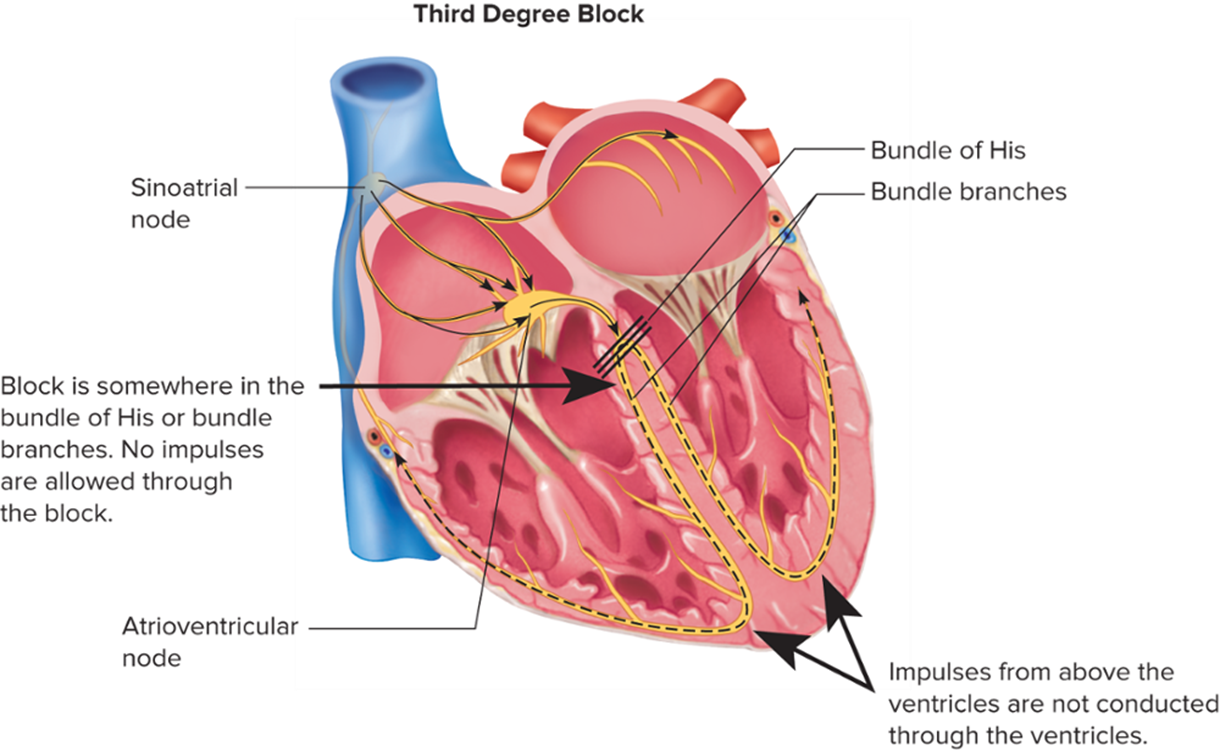 Third Degree Block
Bundle of His
Bundle branches
Sinoatrial
node
Block is somewhere in the
bundle of His or bundle
branches. No impulses
are allowed through
the block.
Atrioventricular
node
Impulses from above the
ventricles are not conducted
through the ventricles.